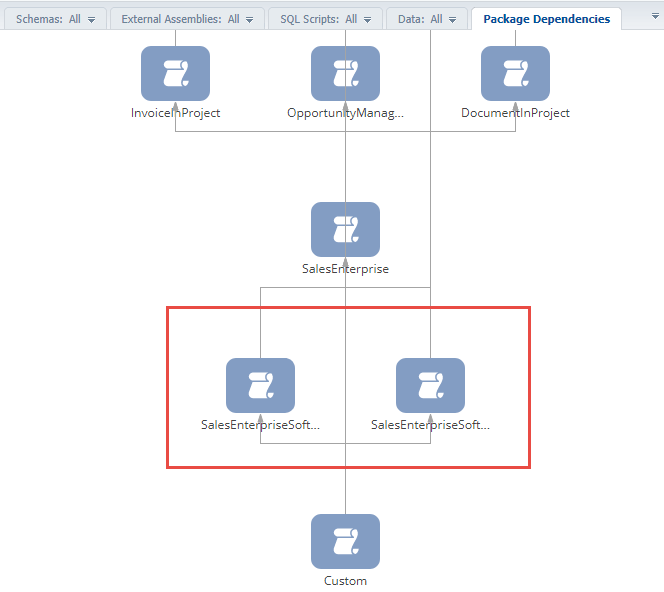 Schemas: All External Assemblies: All SQL Scripts: All Data: All Package Dependencies
InvoiceInProject OpportunityManag... DocumentInProject
SalesEnterprise
SalesEnterpriseSoft... SalesEnterpriseSoft...
Custom